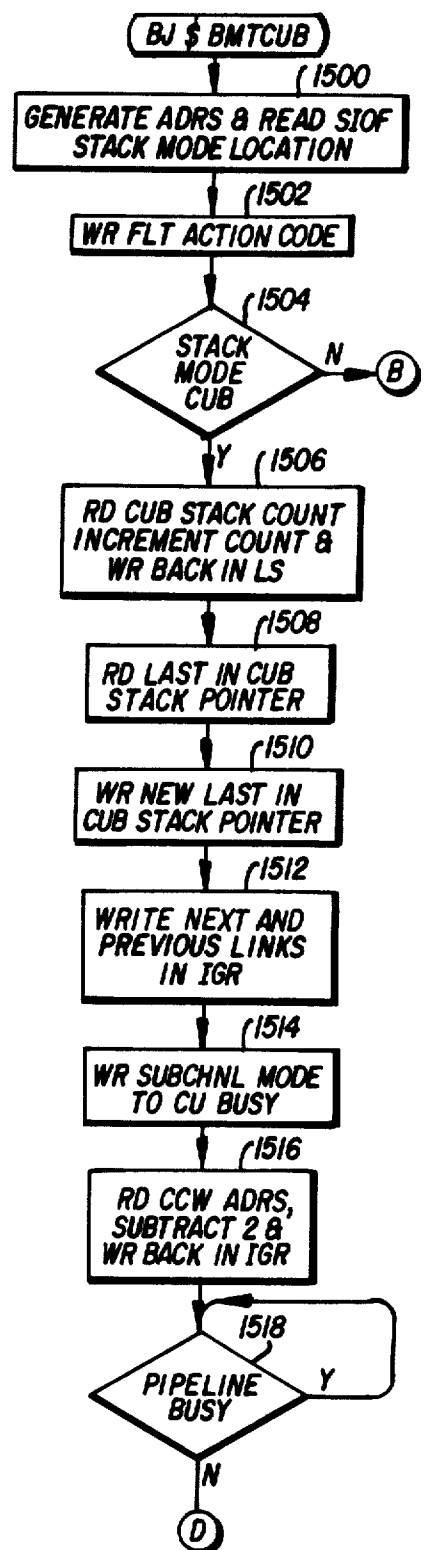 BJ $ BMTCUB
1500
GENERATE ADRS & READ SIOF
STACK MODE LOCATION
1502
WR FLT ACTION CODE
1504
STACK
MODE
CUB
N
B
Y
1506
RD CUB STACK COUNT
INCREMENT COUNT &
WR BACK IN LS
1508
RD LAST IN CUB
STACK POINTER
1510
WR NEW LAST IN
CUB STACK POINTER
1512
WRITE NEXT AND
PREVIOUS LINKS
IN IGR
1514
WR SUBCHNL MODE
TO CU BUSY
1516
RD CCW ADRS,
SUBTRACT 2 &
WR BACK IN IGR
1518
PIPELINE
BUSY
Y
N
D